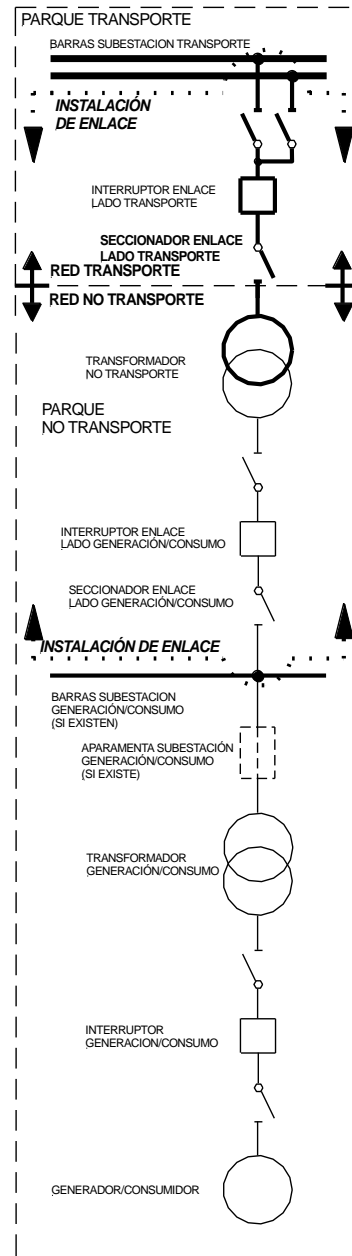 PARQUE TRANSPORTE
BARRAS SUBESTACION TRANSPORTE
INSTALACIÓN
DE ENLACE
INTERRUPTOR ENLACE
LADO TRANSPORTE
SECCIONADOR ENLACE
LADO TRANSPORTE
RED TRANSPORTE
RED NO TRANSPORTE
TRANSFORMADOR
NO TRANSPORTE
PARQUE
NO TRANSPORTE
INTERRUPTOR ENLACE
LADO GENERACIÓN/CONSUMO
SECCIONADOR ENLACE
LADO GENERACIÓN/CONSUMO
INSTALACIÓN DE ENLACE
BARRAS SUBESTACION
GENERACIÓN/CONSUMO
(SI EXISTEN)
APARAMENTA SUBESTACIÓN
GENERACIÓN/CONSUMO
(SI EXISTE)
TRANSFORMADOR
GENERACIÓN/CONSUMO
INTERRUPTOR
GENERACION/CONSUMO
GENERADOR/CONSUMIDOR